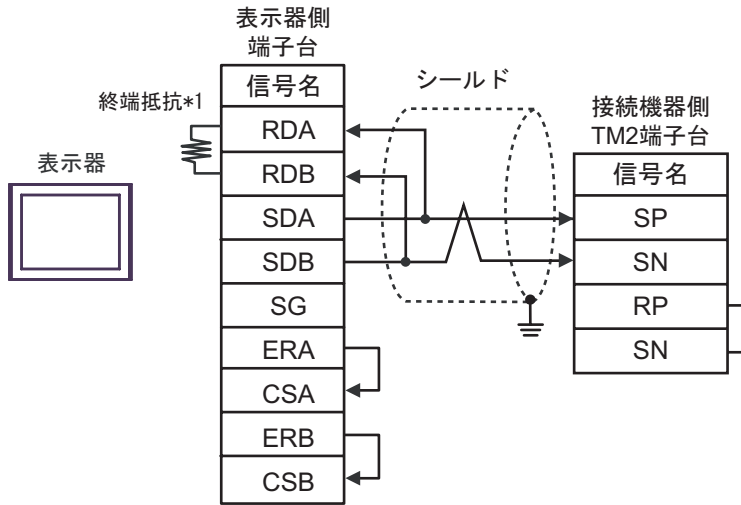 表示器側
端子台
信号名
終端抵抗*1
RDA
RDB
SDA
SDB
SG
ERA
CSA
ERB
CSB
表示器
シールド
接続機器側
TM2端子台
信号名
SP
SN
RP
SN